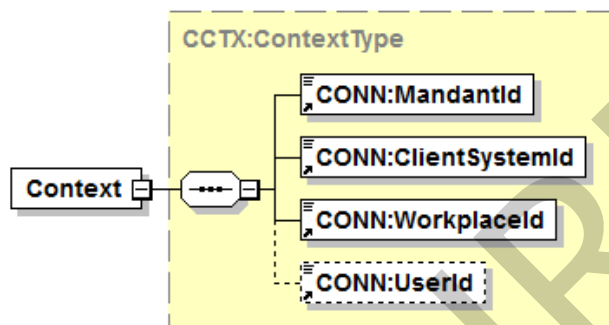 CCTX:ContextType
CONN:MandantId
CONN:ClientSystemId
Context
CONN:WorkplaceId
CONN:UserId